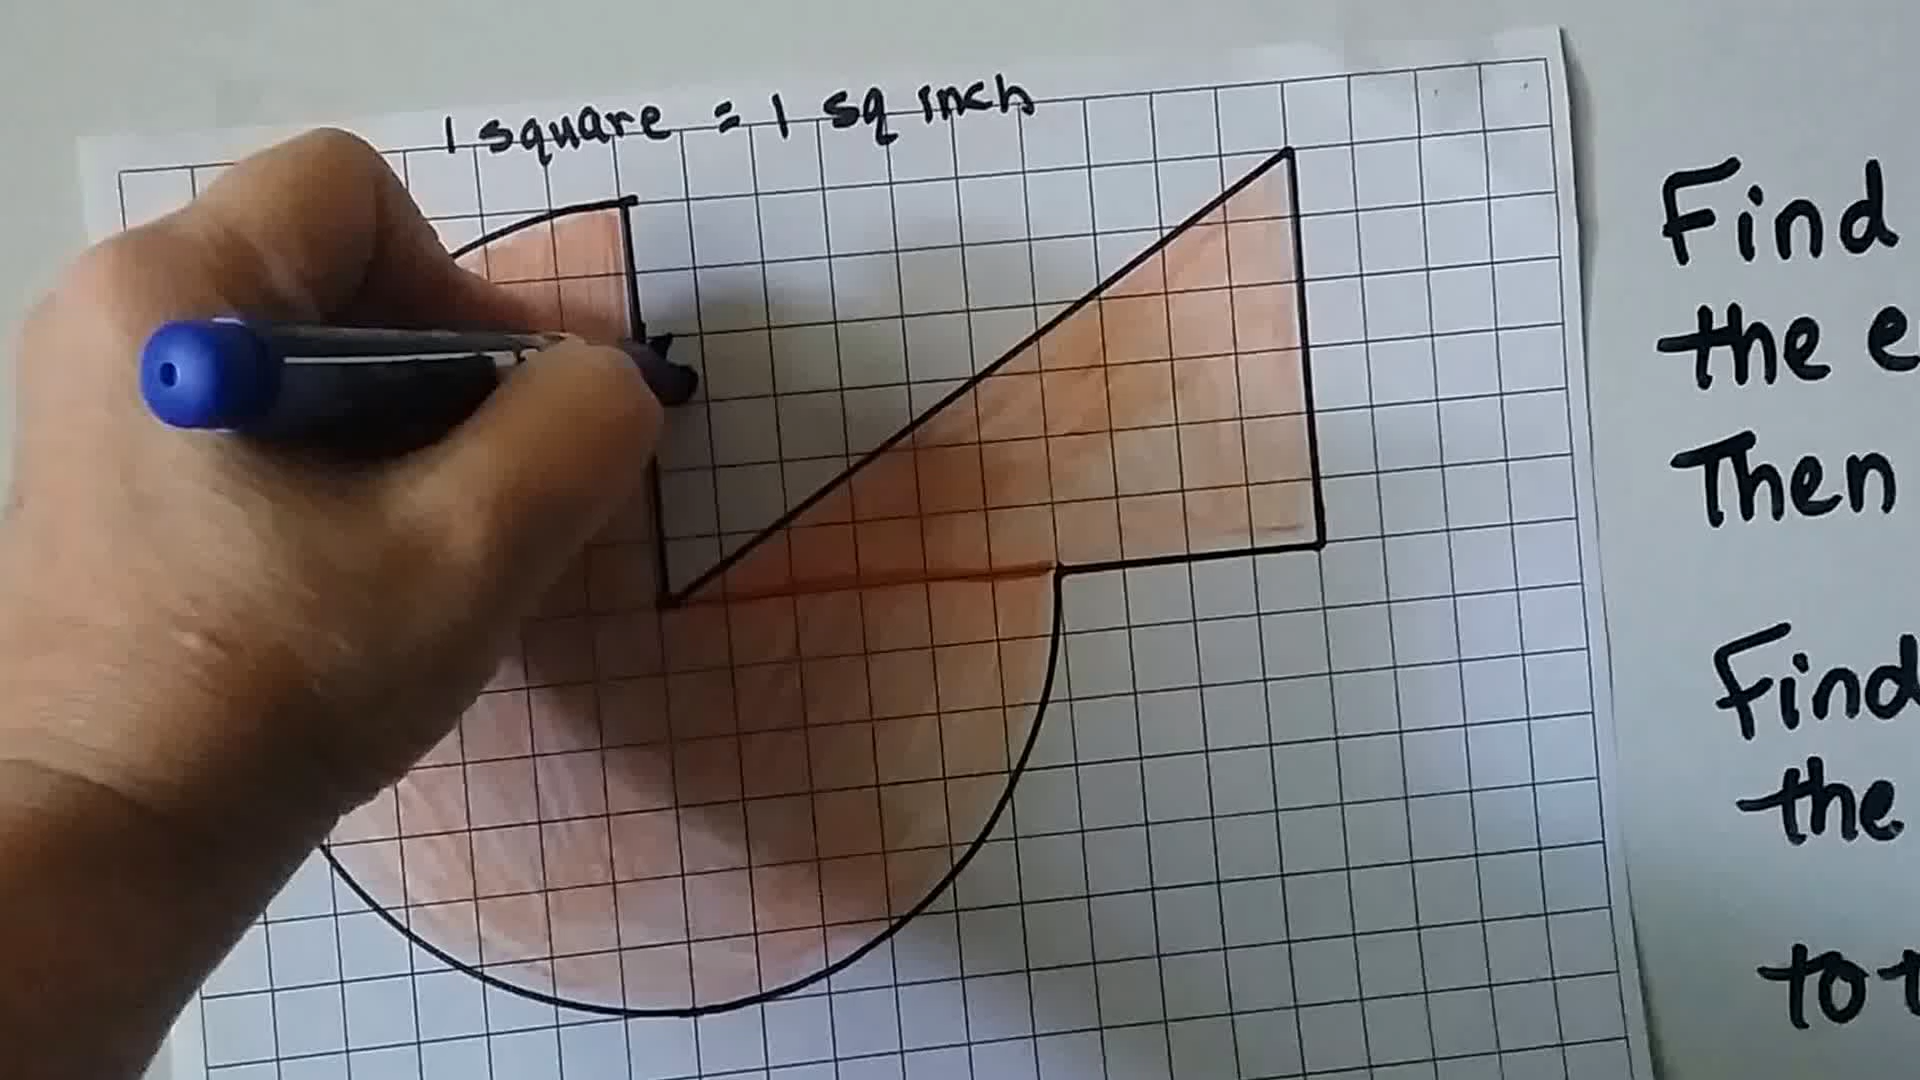 1 square = 1 sq inch
Find
the e
Then
Find
the
to t